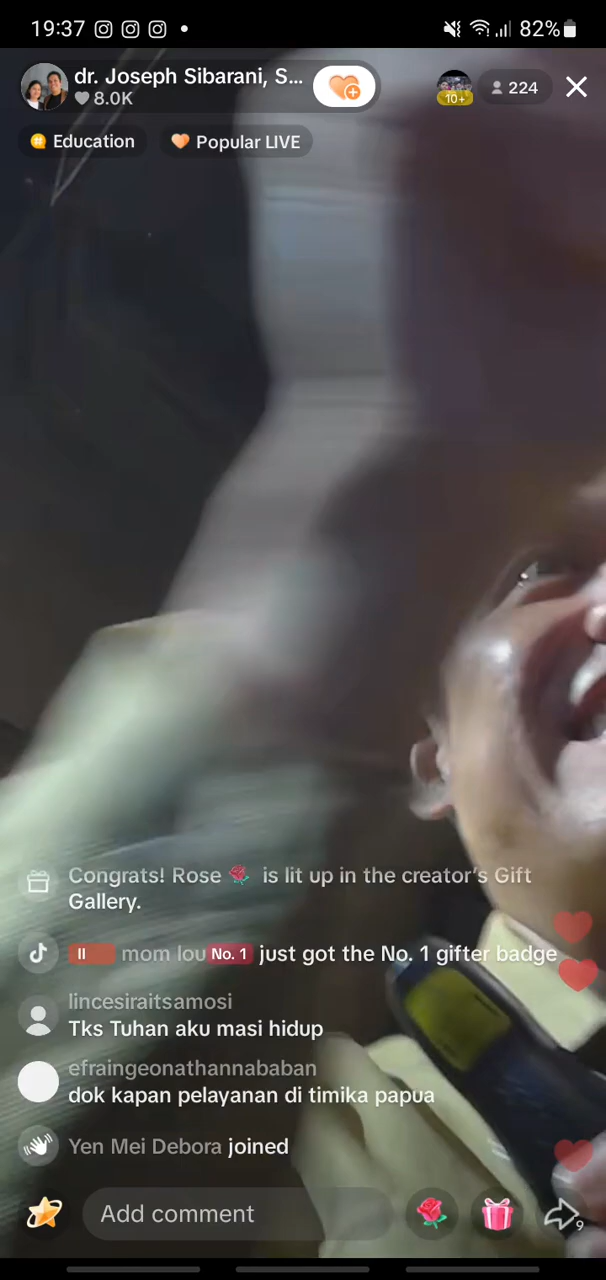 19:37
82%
dr. Joseph Sibarani, S...
8.0K
10+
224
Education
Popular LIVE
Congrats! Rose 🌹 is lit up in the creator's Gift
Gallery.
II mom lou No. 1 just got the No. 1 gifter badge
lincesiraitsamosi
Tks Tuhan aku masi hidup
efraingeonathannababan
dok kapan pelayanan di timika papua
Yen Mei Debora joined
Add comment
9